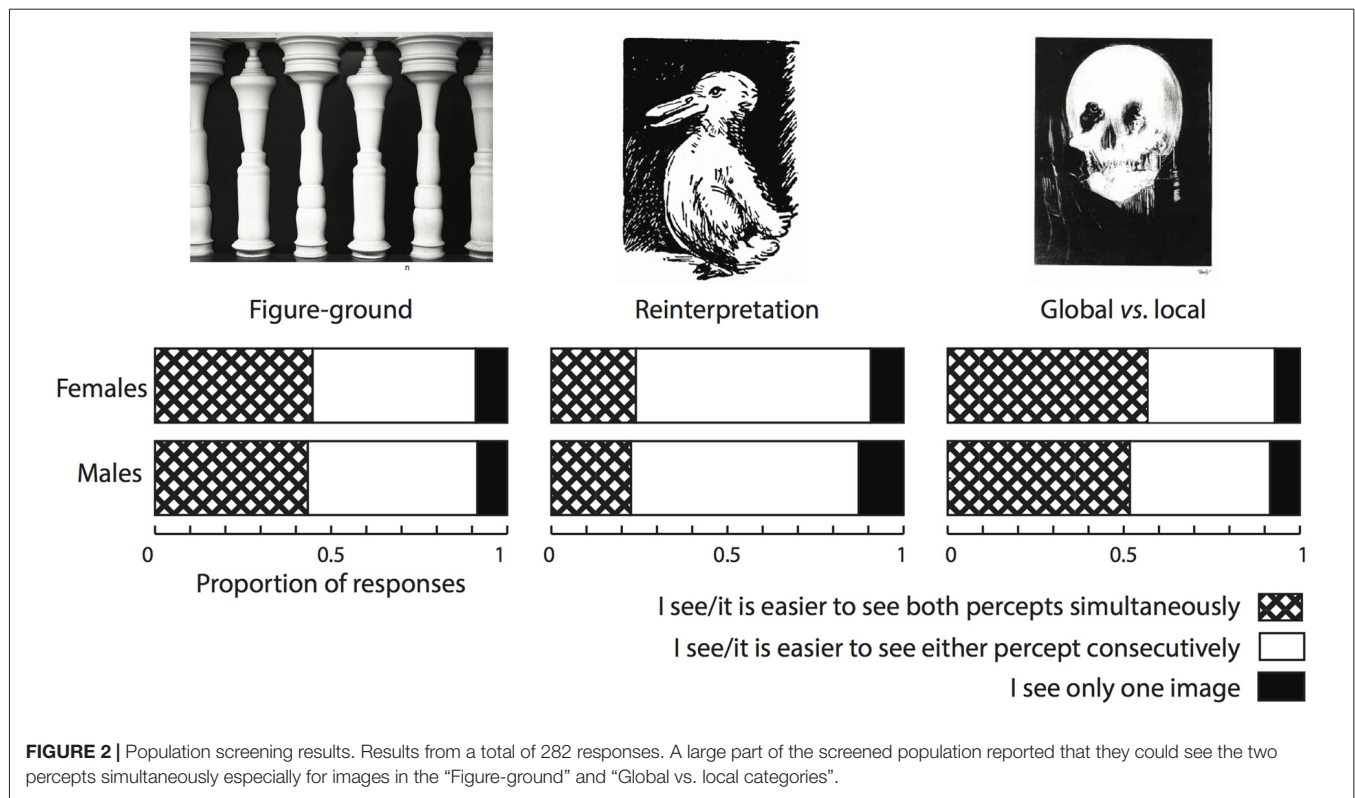 n
Figure-ground
Reinterpretation
Global vs. local
Females
Males
0 0.5 1
0 0.5 1
0 0.5 1
Proportion of responses
I see/it is easier to see both percepts simultaneously
I see/it is easier to see either percept consecutively
I see only one image
FIGURE 2 | Population screening results. Results from a total of 282 responses. A large part of the screened population reported that they could see the two
percepts simultaneously especially for images in the “Figure-ground” and “Global vs. local categories”.